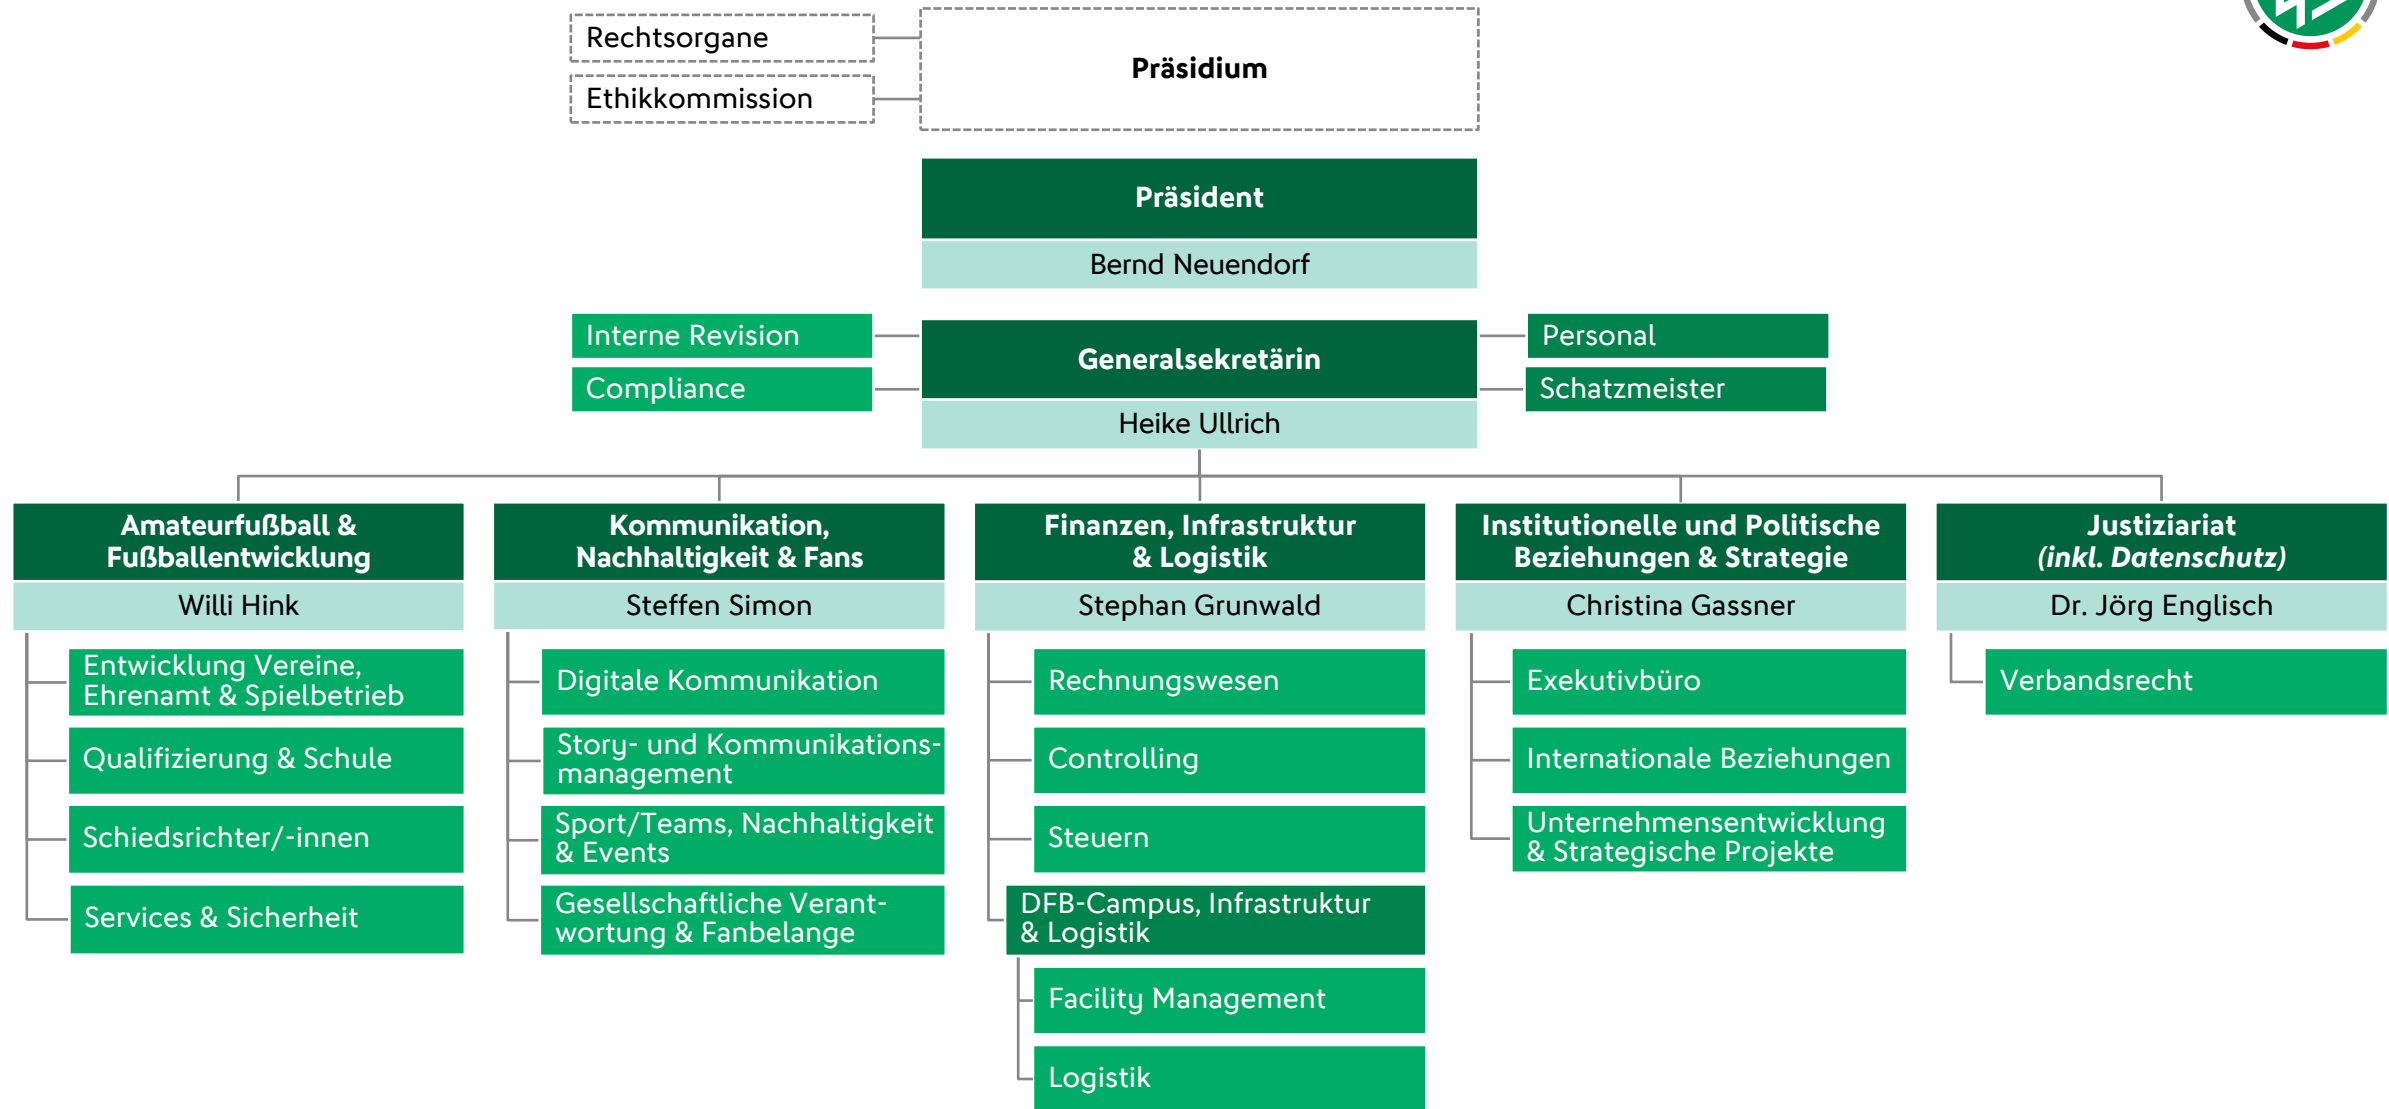 Rechtsorgane
Ethikkommission
Präsidium
Präsident
Bernd Neuendorf
Interne Revision
Compliance
Generalsekretärin
Heike Ullrich
Personal
Schatzmeister
Amateurfußball &
Fußballentwicklung
Willi Hink
Entwicklung Vereine,
Ehrenamt & Spielbetrieb
Qualifizierung & Schule
Schiedsrichter/-innen
Services & Sicherheit
Kommunikation,
Nachhaltigkeit & Fans
Steffen Simon
Digitale Kommunikation
Story- und Kommunikations-
management
Sport/Teams, Nachhaltigkeit
& Events
Gesellschaftliche Verant-
wortung & Fanbelange
Finanzen, Infrastruktur
& Logistik
Stephan Grunwald
Rechnungswesen
Controlling
Steuern
DFB-Campus, Infrastruktur
& Logistik
Facility Management
Logistik
Institutionelle und Politische
Beziehungen & Strategie
Christina Gassner
Exekutivbüro
Internationale Beziehungen
Unternehmensentwicklung
& Strategische Projekte
Justiziariat
(inkl. Datenschutz)
Dr. Jörg Englisch
Verbandsrecht